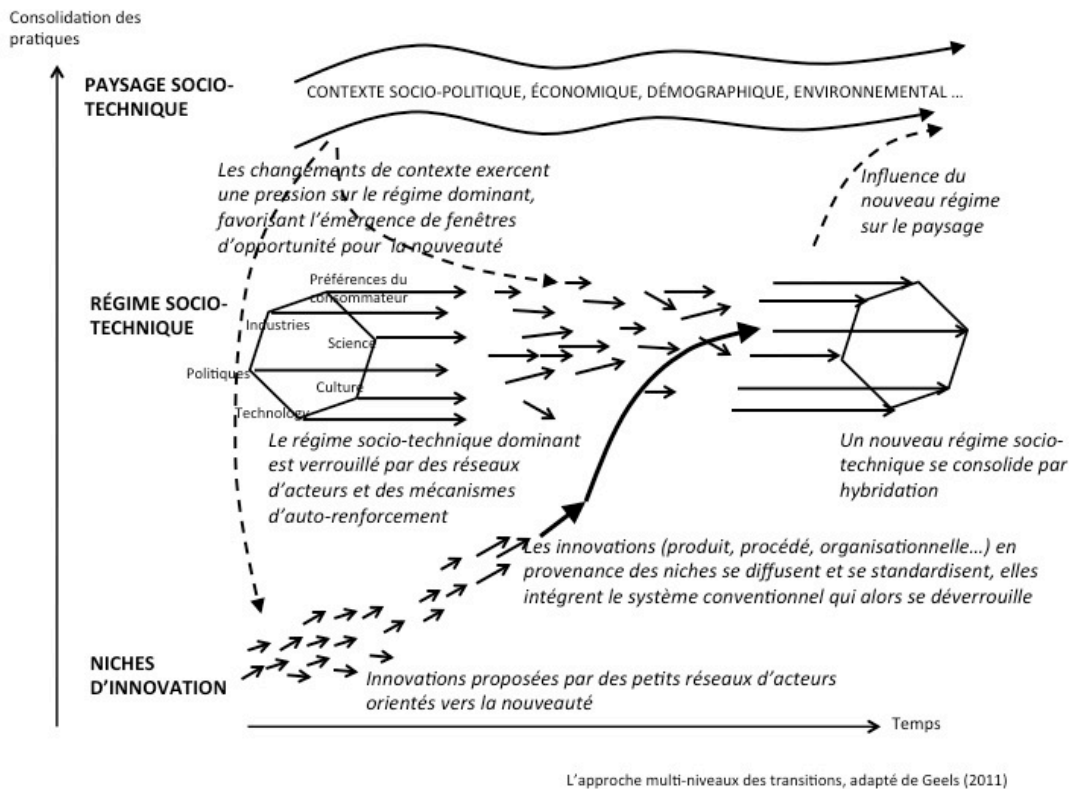 Consolidation des
pratiques
PAYSAGE SOCIO-
TECHNIQUE
CONTEXTE SOCIO-POLITIQUE, ÉCONOMIQUE, DÉMOGRAPHIQUE, ENVIRONNEMENTAL ...
Les changements de contexte exercent
une pression sur le régime dominant,
favorisant l'émergence de fenêtres
d'opportunité pour la nouveauté
Influence du
nouveau régime
sur le paysage
RÉGIME SOCIO-
TECHNIQUE
Préférences du
consommateur
Industries
Science
Politiques
Culture
Technology
Le régime socio-technique dominant
est verrouillé par des réseaux
d'acteurs et des mécanismes
d'auto-renforcement
Un nouveau régime socio-
technique se consolide par
hybridation
Les innovations (produit, procédé, organisationnelle...) en
provenance des niches se diffusent et se standardisent, elles
intégrent le système conventionnel qui alors se déverrouille
NICHES
D'INNOVATION
Innovations proposées par des petits réseaux d'acteurs
orientés vers la nouveauté
Temps
L'approche multi-niveaux des transitions, adapté de Geels (2011)